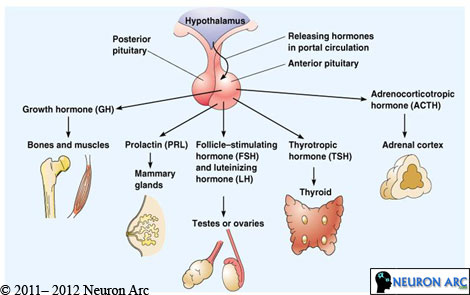 Hypothalamus
Posterior
pituitary
Releasing hormones
in portal circulation
Anterior pituitary
Growth hormone (GH)
Adrenocorticotropic
hormone (ACTH)
Bones and muscles
Prolactin (PRL)
Follicle–stimulating
hormone (FSH)
and luteinizing
hormone (LH)
Thyrotropic
hormone (TSH)
Adrenal cortex
Mammary
glands
Thyroid
Testes or ovaries
NEURON ARC
© 2011– 2012 Neuron Arc